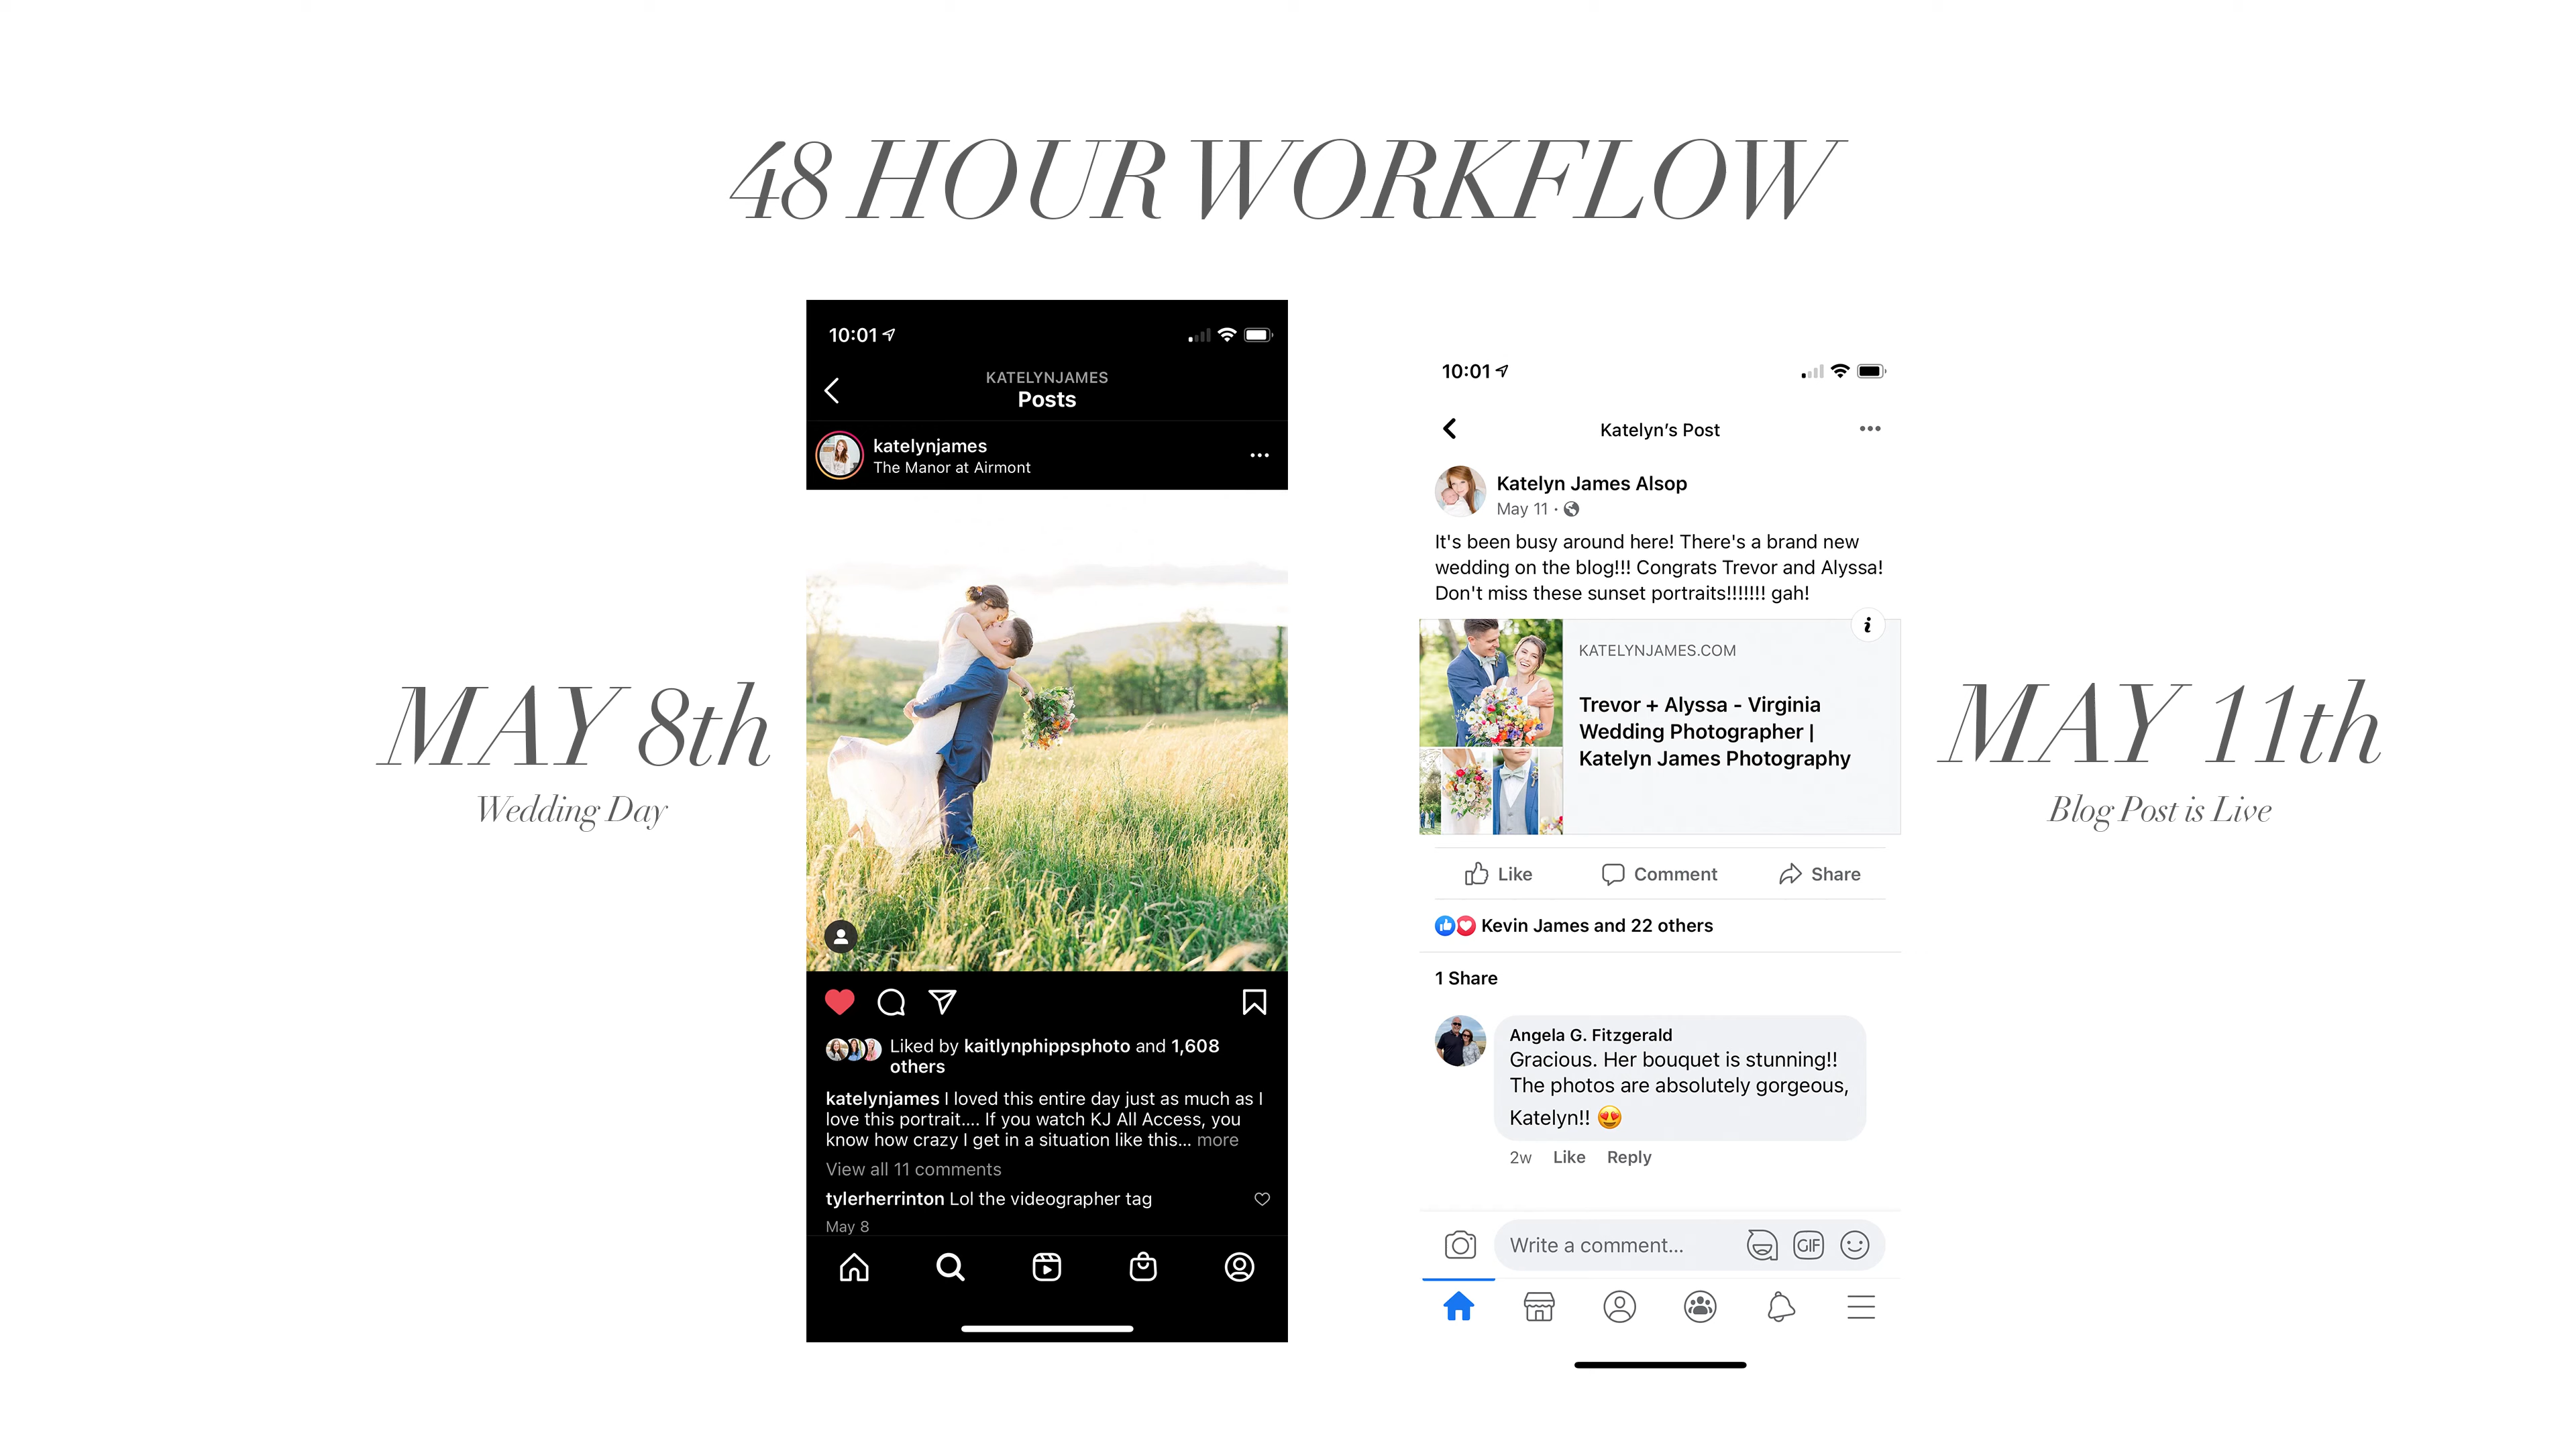 48 HOUR WORKFLOW
MAY 8th
Wedding Day
10:01
KATELYNJAMES
Posts
katelynjames
The Manor at Airmont
Liked by kaitlynphippsphoto and 1,608
others
katelynjames I loved this entire day just as much as I
love this portrait.... If you watch KJ All Access, you
know how crazy I get in a situation like this... more
View all 11 comments
tylerherrinton Lol the videographer tag
May 8
10:01
Katelyn's Post
Katelyn James Alsop
May 11 ·
It's been busy around here! There's a brand new
wedding on the blog!!! Congrats Trevor and Alyssa!
Don't miss these sunset portraits!!!!!!! gah!
i
KATELYNJAMES.COM
Trevor + Alyssa - Virginia
Wedding Photographer |
Katelyn James Photography
Like Comment Share
Kevin James and 22 others
1 Share
Angela G. Fitzgerald
Gracious. Her bouquet is stunning!!
The photos are absolutely gorgeous,
Katelyn!! 😍
2w Like Reply
Write a comment... GIF
MAY 11th
Blog Post is Live